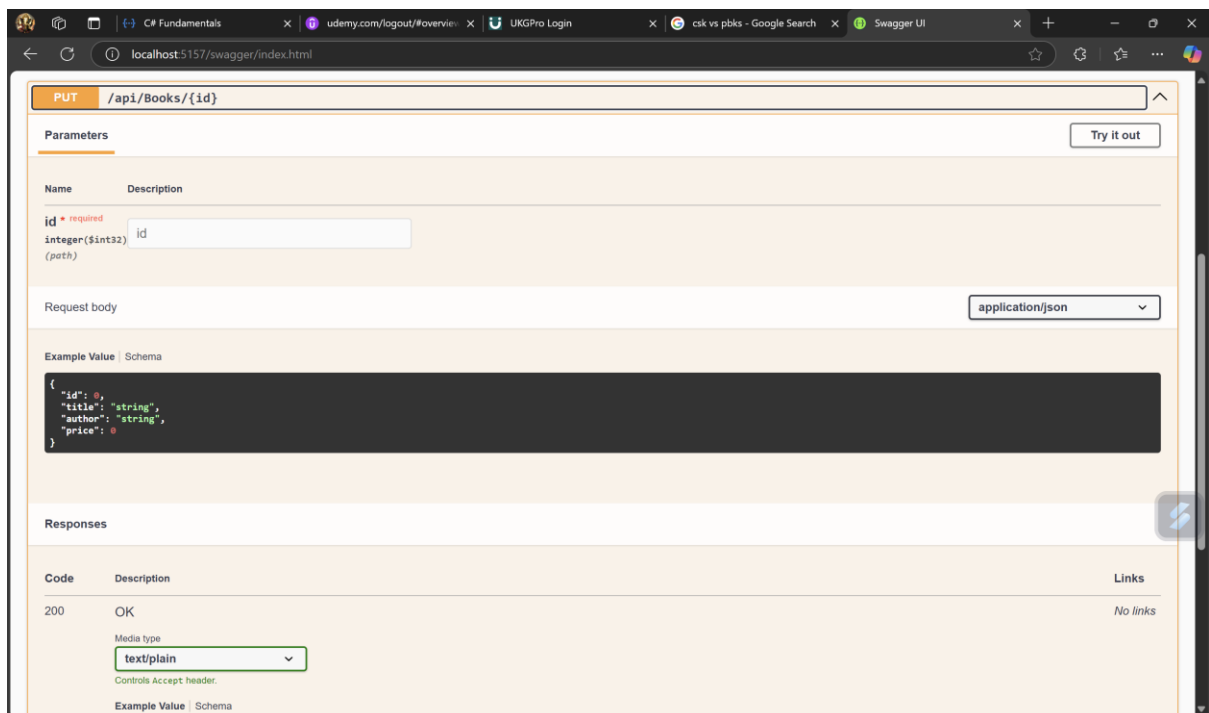 C# Fundamentals
udemy.com/logout/#overview
UKGPro Login
csk vs pbks - Google Search
Swagger UI
localhost:5157/swagger/index.html
PUT /api/Books/{id}
Parameters
Try it out
Name Description
id * required
integer($int32)
(path)
id
Request body
application/json
Example Value Schema
{
"id": 0,
"title": "string",
"author": "string",
"price": 0
}
Responses
Code Description Links
200 OK No links
Media type
text/plain
Controls Accept header.
Example Value Schema